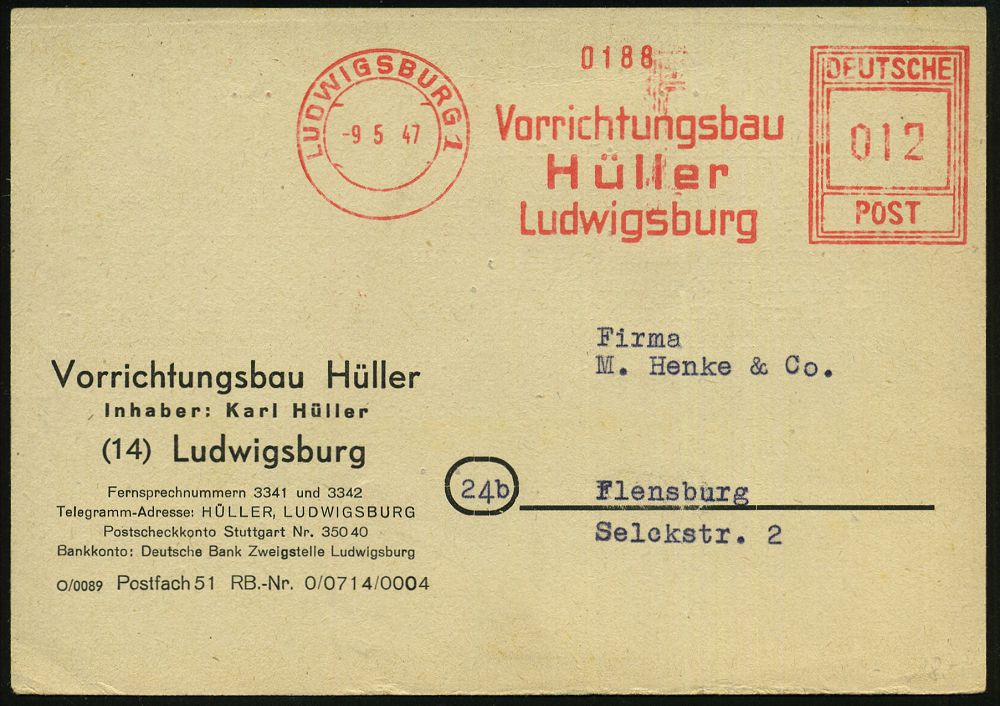 LUDWIGSBURG 1
-9 5 47
0188
Vorrichtungsbau
Hüller
Ludwigsburg
DEUTSCHE
012
POST
Firma
M. Henke & Co.
Vorrichtungsbau Hüller
Inhaber: Karl Hüller
(14) Ludwigsburg
Fernsprechnummern 3341 und 3342
Telegramm-Adresse: HÜLLER, LUDWIGSBURG
Postscheckkonto Stuttgart Nr. 35040
Bankkonto: Deutsche Bank Zweigstelle Ludwigsburg
O/0089 Postfach 51 RB.-Nr. 0/0714/0004
24b
Flensburg
Selckstr. 2